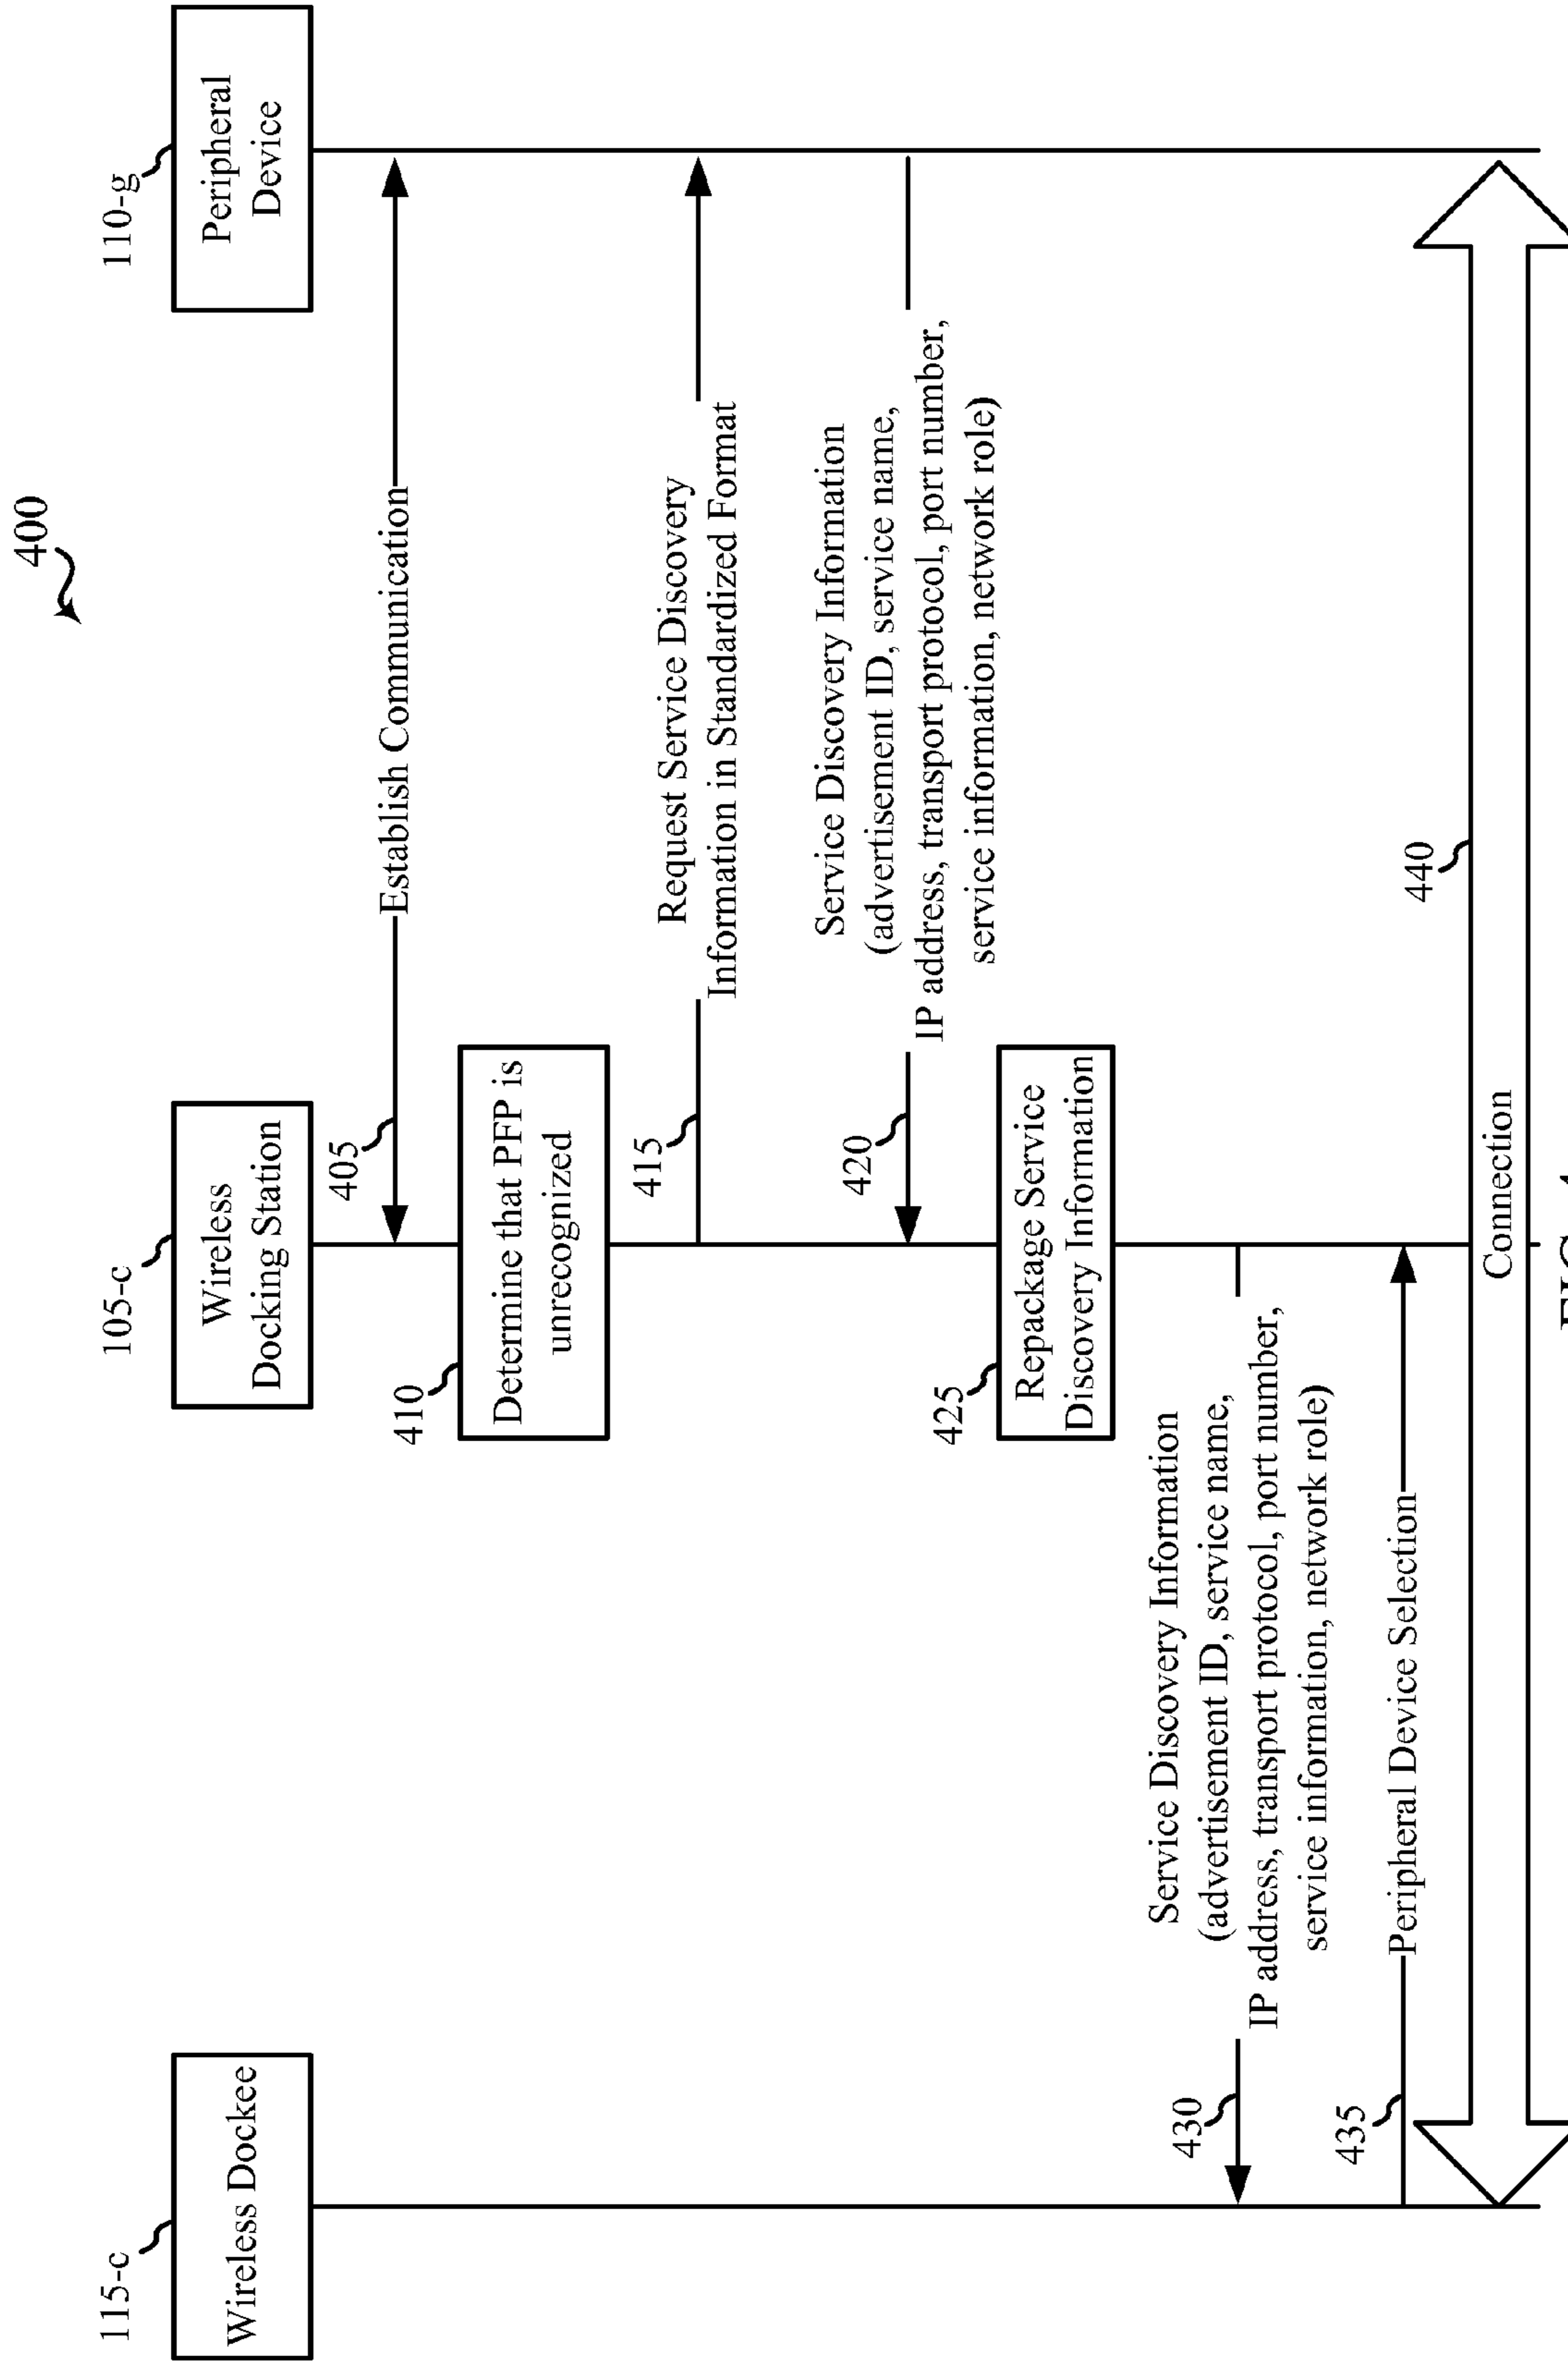 400
115-c
Wireless Dockee
105-c
Wireless
Docking Station
110-g
Peripheral
Device
405
Establish Communication
410
Determine that PFP is
unrecognized
415
Request Service Discovery
Information in Standardized Format
420
Service Discovery Information
(advertisement ID, service name,
IP address, transport protocol, port number,
service information, network role)
425
Repackage Service
Discovery Information
430
Service Discovery Information
(advertisement ID, service name,
IP address, transport protocol, port number,
service information, network role)
435
Peripheral Device Selection
440
Connection